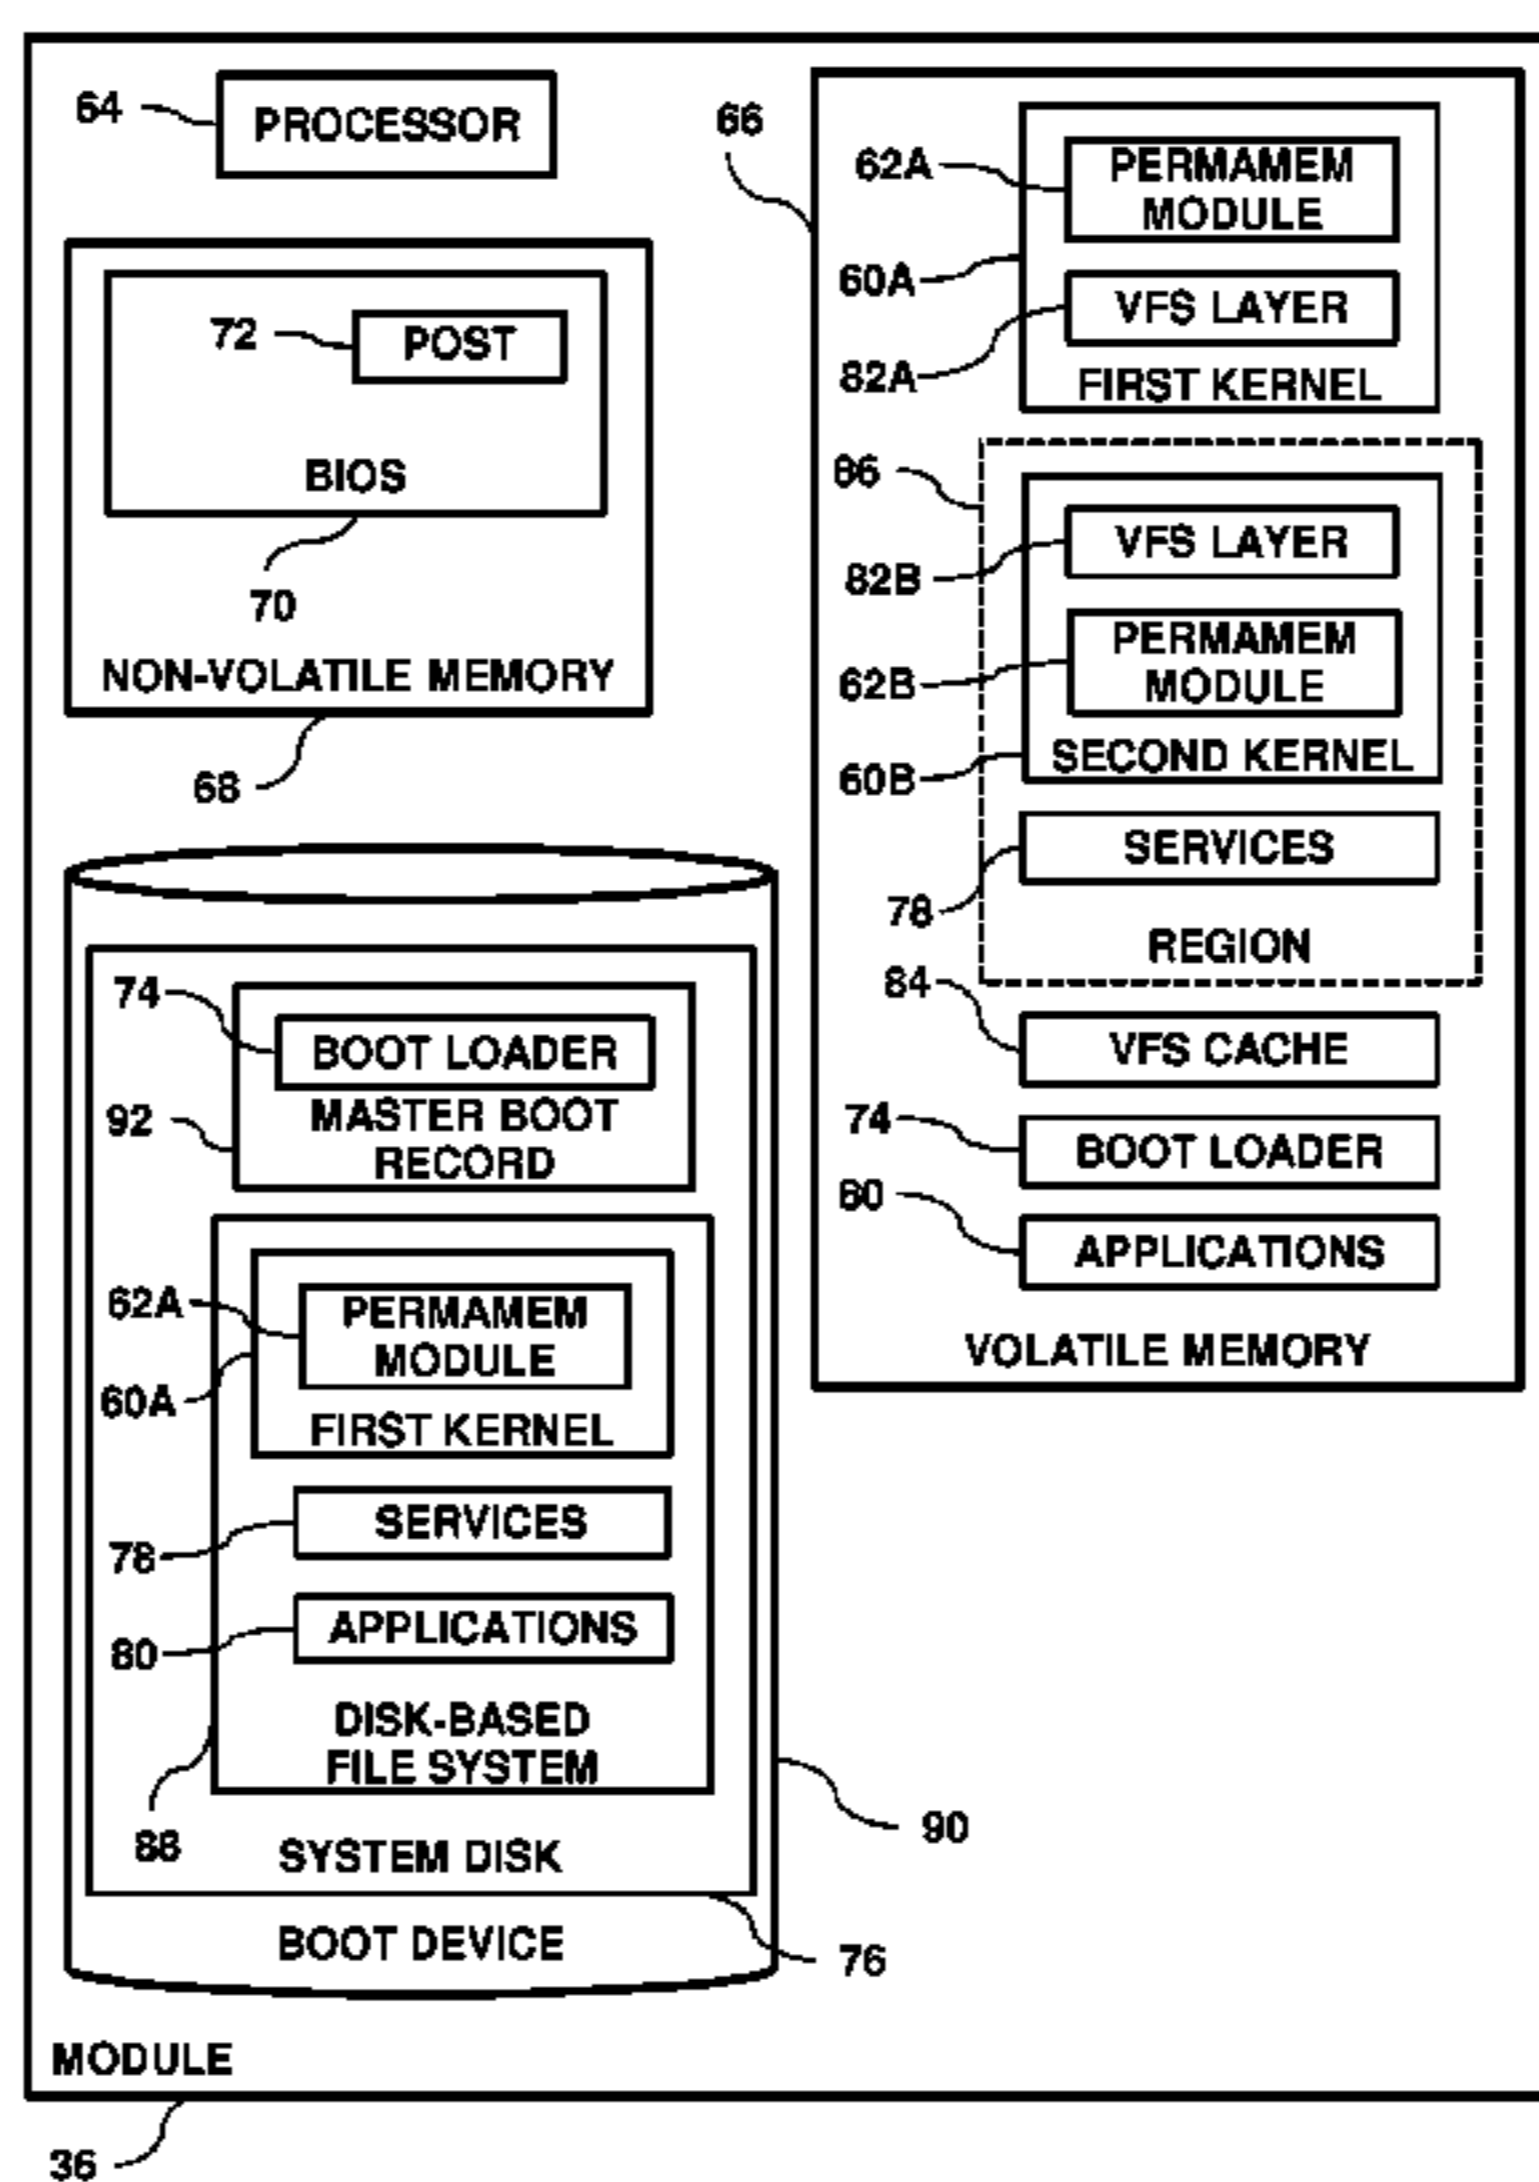 64
PROCESSOR
72
POST
BIOS
70
NON-VOLATILE MEMORY
68
74
BOOT LOADER
92
MASTER BOOT
RECORD
62A
PERMAMEM
MODULE
60A
FIRST KERNEL
SERVICES
78
APPLICATIONS
80
DISK-BASED
FILE SYSTEM
88
SYSTEM DISK
90
BOOT DEVICE
76
66
62A
PERMAMEM
MODULE
60A
VFS LAYER
82A
FIRST KERNEL
86
VFS LAYER
82B
PERMAMEM
MODULE
62B
SECOND KERNEL
60B
SERVICES
78
REGION
84
VFS CACHE
74
BOOT LOADER
80
APPLICATIONS
VOLATILE MEMORY
MODULE
36